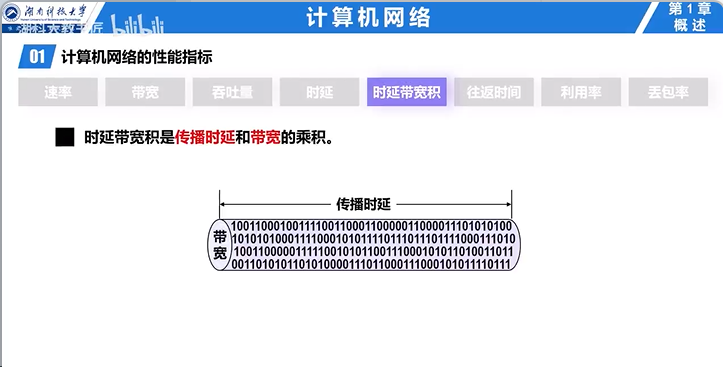 湖南科技大学
计算机网络
第 1 章
概述
湖科大教书匠 bilibili
01 计算机网络的性能指标
速率 带宽 吞吐量 时延 时延带宽积 往返时间 利用率 丢包率
时延带宽积是传播时延和带宽的乘积。
传播时延
带宽
1001100010011110011000110000011000011101010100
1010101000111100010101111011101110111100011101​0
1001100000111110010101100111000101011010011011
0011010101101010000111011000111000101011110111